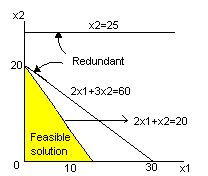 x2
x2=25
Redundant
20
2x1+3x2=60
2x1+x2=20
Feasible
solution
0
10
30
x1